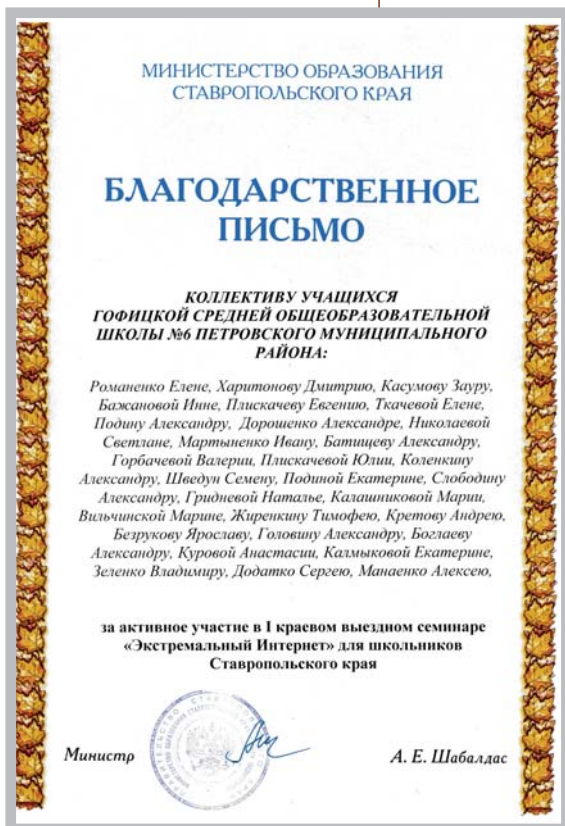 МИНИСТЕРСТВО ОБРАЗОВАНИЯ
СТАВРОПОЛЬСКОГО КРАЯ
БЛАГОДАРСТВЕННОЕ
ПИСЬМО
КОЛЛЕКТИВУ УЧАЩИХСЯ
ГОФИЦКОЙ СРЕДНЕЙ ОБЩЕОБРАЗОВАТЕЛЬНОЙ
ШКОЛЫ №6 ПЕТРОВСКОГО МУНИЦИПАЛЬНОГО
РАЙОНА:
Романенко Елене, Харитонову Дмитрию, Касумову Зауру,
Бажановой Инне, Плискачеву Евгению, Ткачевой Елене,
Подину Александру, Дорошенко Александре, Николаевой
Светлане, Мартыненко Ивану, Батищеву Александру,
Горбачевой Валерии, Плискачевой Юлии, Коленкину
Александру, Шведун Семену, Подиной Екатерине, Слободину
Александру, Гридневой Наталье, Калашниковой Марии,
Вильчинской Марине, Жиренкину Тимофею, Кретову Андрею,
Безрукову Ярославу, Головину Александру, Боглаеву
Александру, Куровой Анастасии, Калмыковой Екатерине,
Зеленко Владимиру, Додатко Сергею, Манаенко Алексею,
за активное участие в I краевом выездном семинаре
«Экстремальный Интернет» для школьников
Ставропольского края
Министр
А. Е. Шабалдас